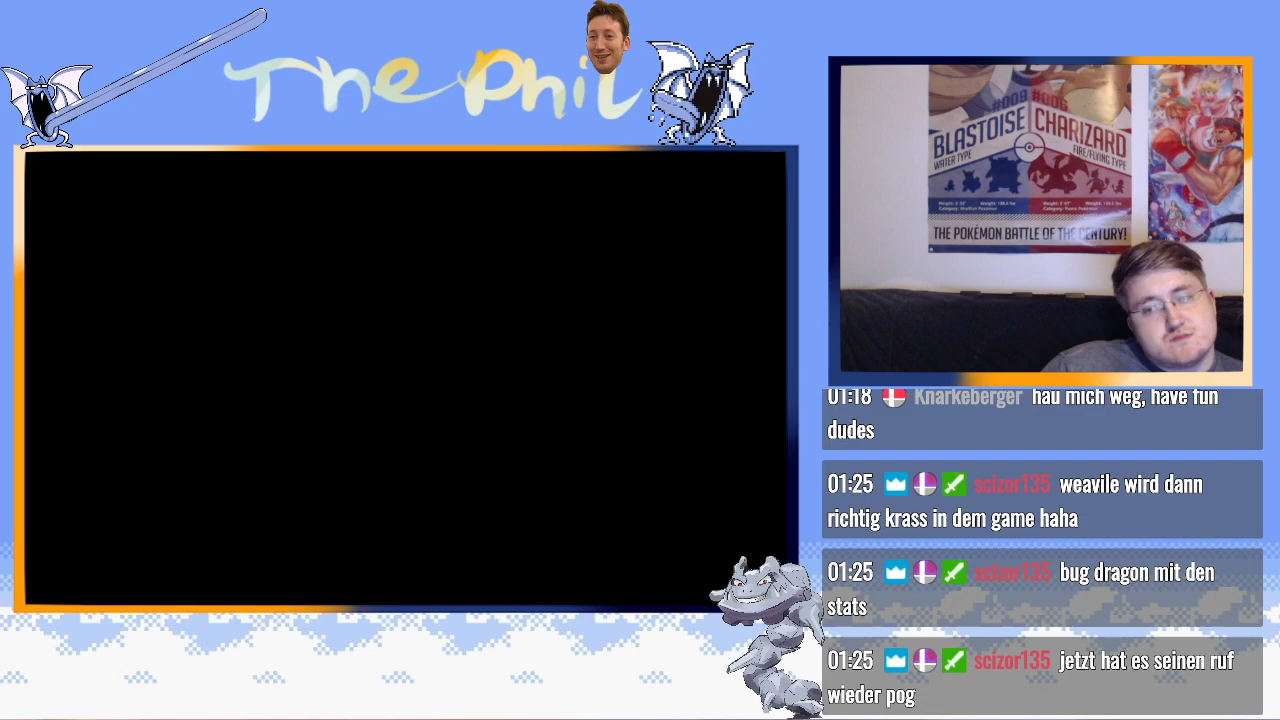 The Phil
#009 #006
BLASTOISE CHARIZARD
WATER TYPE FIRE/FLYING TYPE
THE POKÉMON BATTLE OF THE CENTURY!
01:18 Knarkeberger hau mich weg, have fun
dudes
01:25 scizor135 weavile wird dann
richtig krass in dem game haha
01:25 scizor135 bug dragon mit den
stats
01:25 scizor135 jetzt hat es seinen ruf
wieder pog